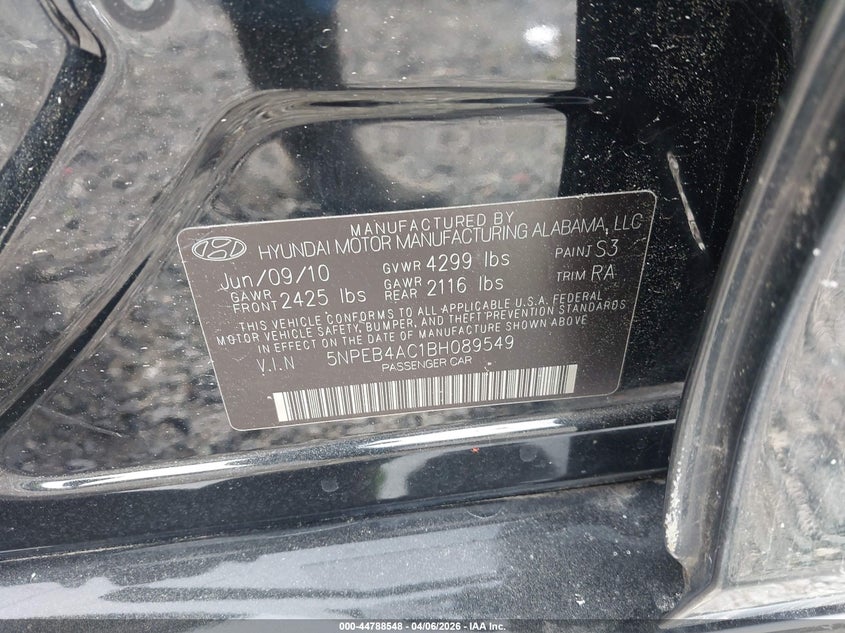 MANUFACTURED BY
HYUNDAI MOTOR MANUFACTURING ALABAMA, LLC
Jun/09/10 GVWR 4299 lbs PAINT S3
GAWR FRONT 2425 lbs GAWR REAR 2116 lbs TRIM RA
THIS VEHICLE CONFORMS TO ALL APPLICABLE U.S.A. FEDERAL
MOTOR VEHICLE SAFETY, BUMPER, AND THEFT PREVENTION STANDARDS
IN EFFECT ON THE DATE OF MANUFACTURE SHOWN ABOVE
V.I.N 5NPEB4AC1BH089549
PASSENGER CAR
000-44788548 - 04/06/2026 - IAA Inc.